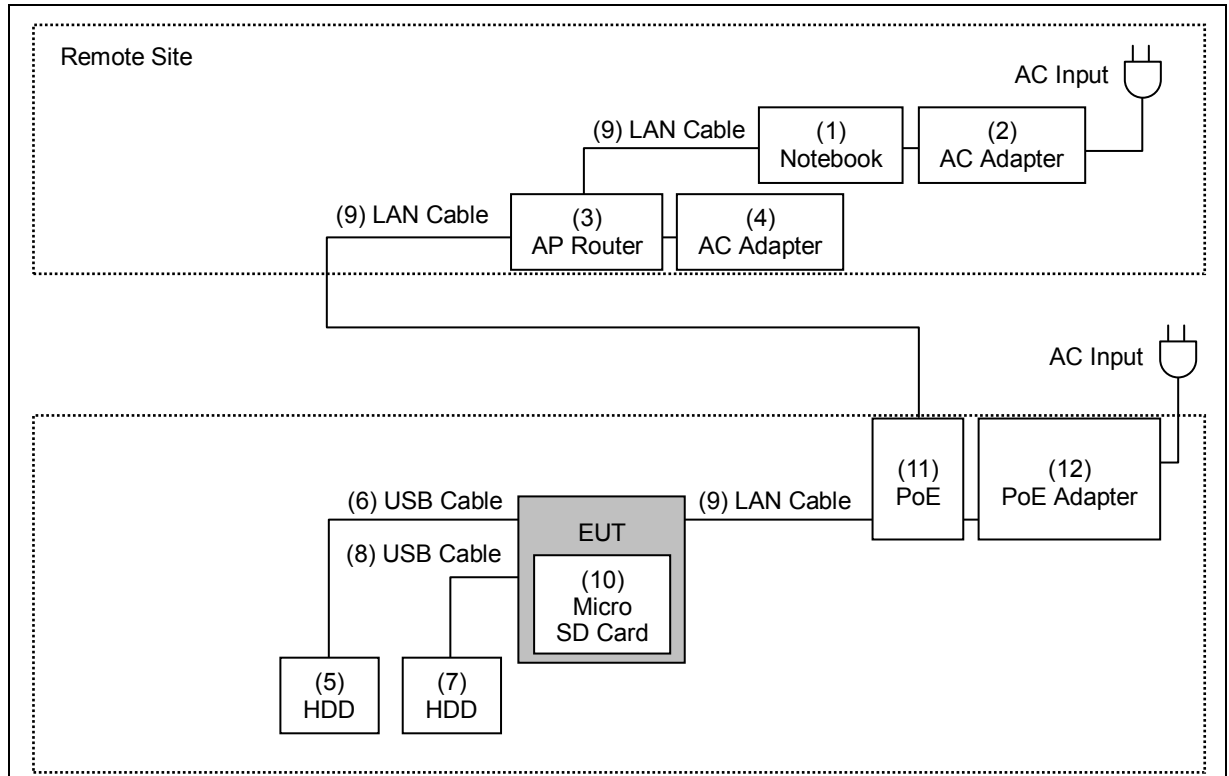 Remote Site
AC Input
(9) LAN Cable
(1)
Notebook
(2)
AC Adapter
(9) LAN Cable
(3)
AP Router
(4)
AC Adapter
AC Input
(11)
PoE
(12)
PoE Adapter
(6) USB Cable
EUT
(9) LAN Cable
(8) USB Cable
(10)
Micro
SD Card
(5)
HDD
(7)
HDD